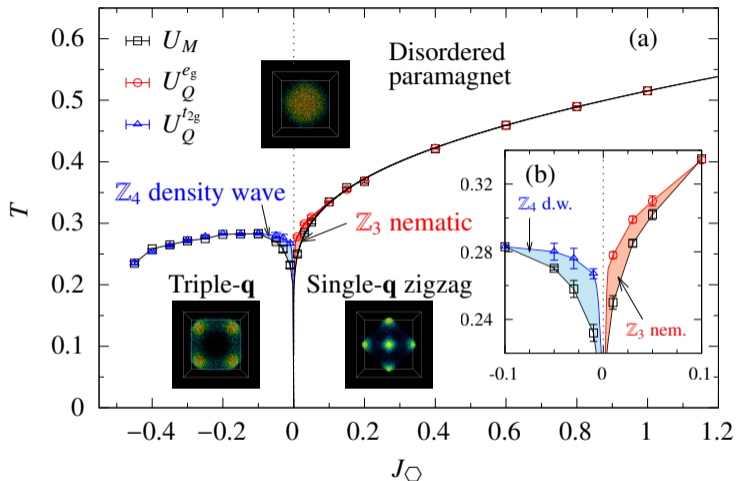 (a)
U_M
U_Q^{e_g}
U_Q^{t_{2g}}
Disordered
paramagnet
ℤ₄ density wave
ℤ₃ nematic
Triple-q
Single-q zigzag
T
0.6
0.5
0.4
0.3
0.2
0.1
0
−0.4
−0.2
0
0.2
0.4
0.6
0.8
1
1.2
J_⬡
(b)
ℤ₄ d.w.
ℤ₃ nem.
0.32
0.28
0.24
-0.1
0
0.1